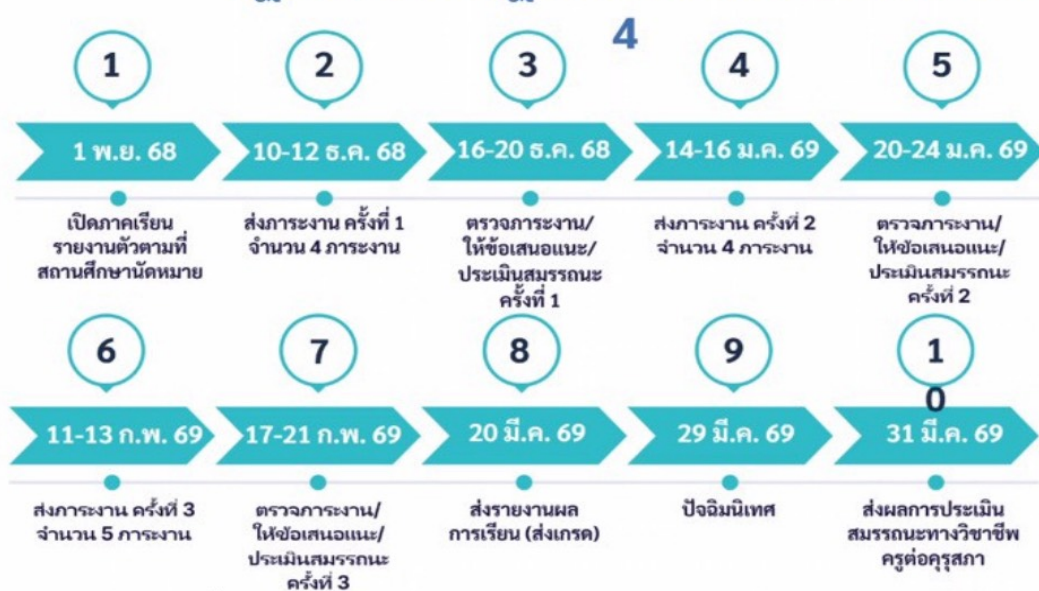 4
1
2
3
4
5
1 พ.ย. 68
10-12 ธ.ค. 68
16-20 ธ.ค. 68
14-16 ม.ค. 69
20-24 ม.ค. 69
เปิดภาคเรียน
รายงานตัวตามที่
สถานศึกษานัดหมาย
ส่งภาระงาน ครั้งที่ 1
จำนวน 4 ภาระงาน
ตรวจภาระงาน/
ให้ข้อเสนอแนะ/
ประเมินสมรรถนะ
ครั้งที่ 1
ส่งภาระงาน ครั้งที่ 2
จำนวน 4 ภาระงาน
ตรวจภาระงาน/
ให้ข้อเสนอแนะ/
ประเมินสมรรถนะ
ครั้งที่ 2
6
7
8
9
1
0
11-13 ก.พ. 69
17-21 ก.พ. 69
20 มี.ค. 69
29 มี.ค. 69
31 มี.ค. 69
ส่งภาระงาน ครั้งที่ 3
จำนวน 5 ภาระงาน
ตรวจภาระงาน/
ให้ข้อเสนอแนะ/
ประเมินสมรรถนะ
ครั้งที่ 3
ส่งรายงานผล
การเรียน (ส่งเกรด)
ปัจฉิมนิเทศ
ส่งผลการประเมิน
สมรรถนะทางวิชาชีพ
ครูต่อคุรุสภา